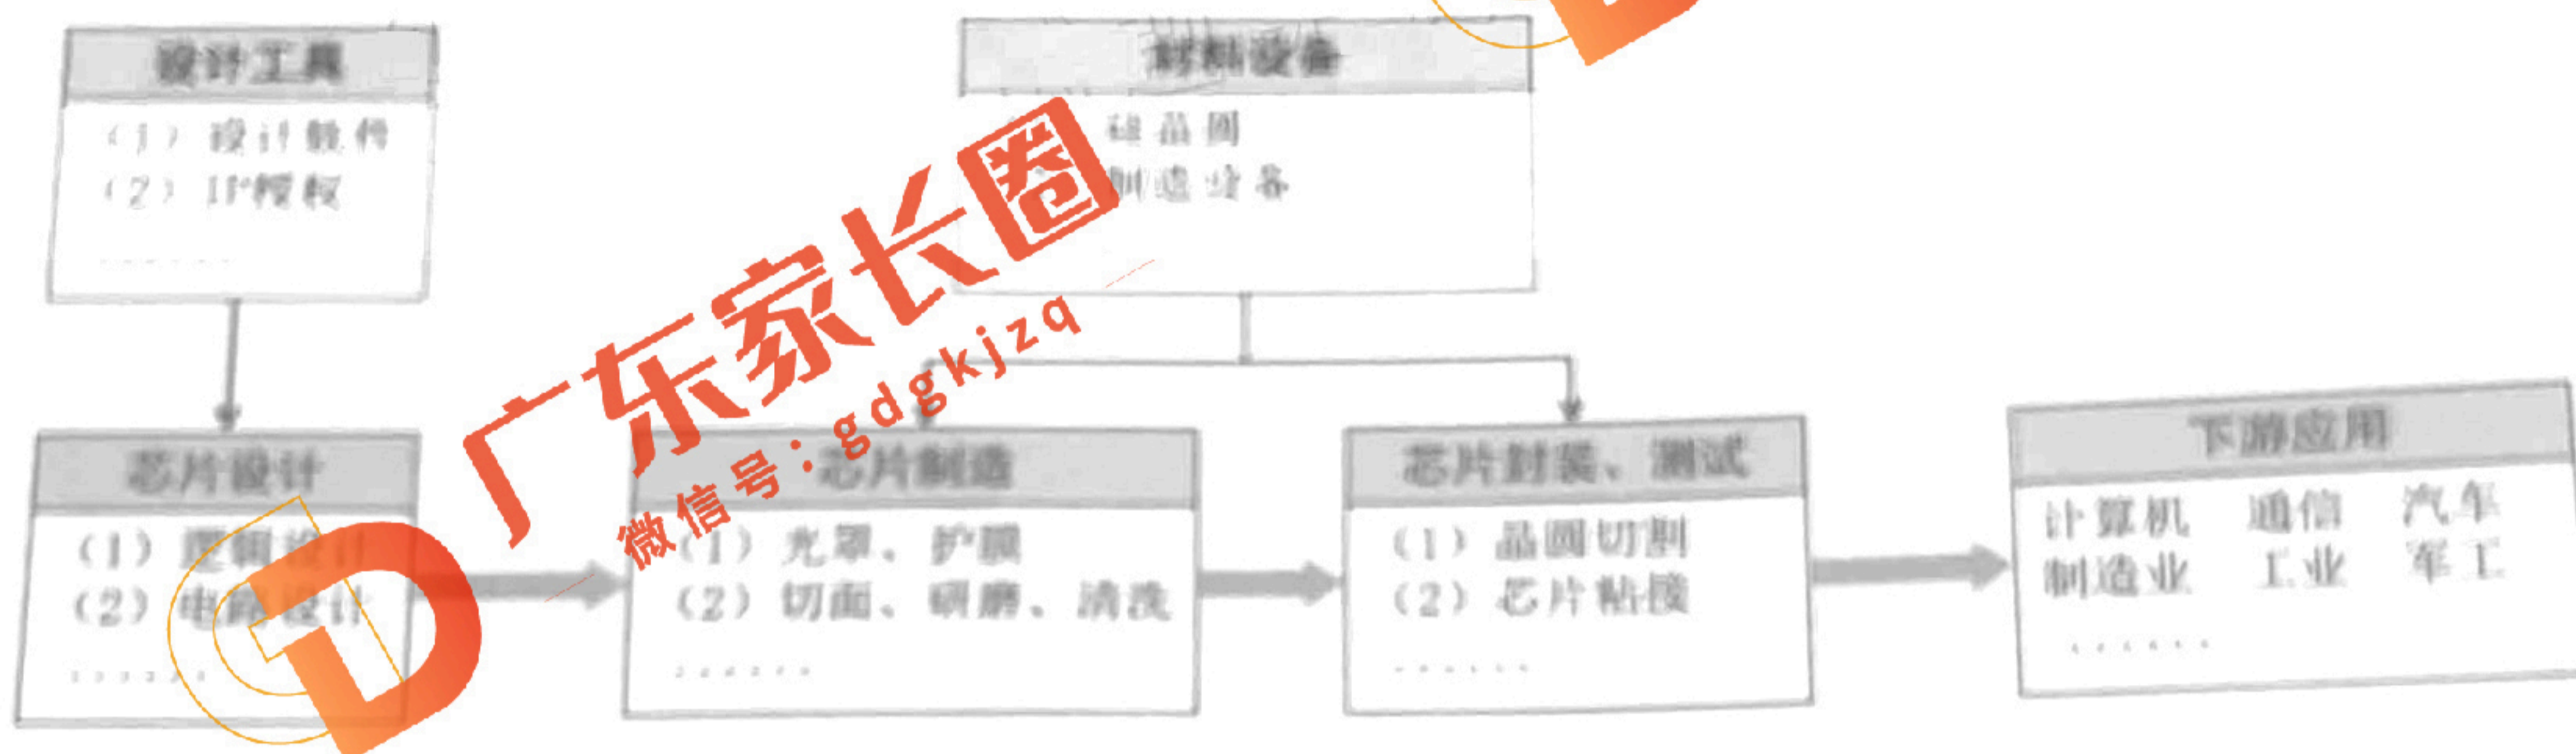 设计工具
(1) 设计软件
(2) IP授权
......
材料设备
硅晶圆
制造设备
广东家长圈
微信号：gdgkjzq
芯片设计
(1) 逻辑设计
(2) 电路设计
......
芯片制造
(1) 光罩、护膜
(2) 切面、研磨、清洗
......
芯片封装、测试
(1) 晶圆切割
(2) 芯片粘接
......
下游应用
计算机 通信 汽车
制造业 工业 军工
......